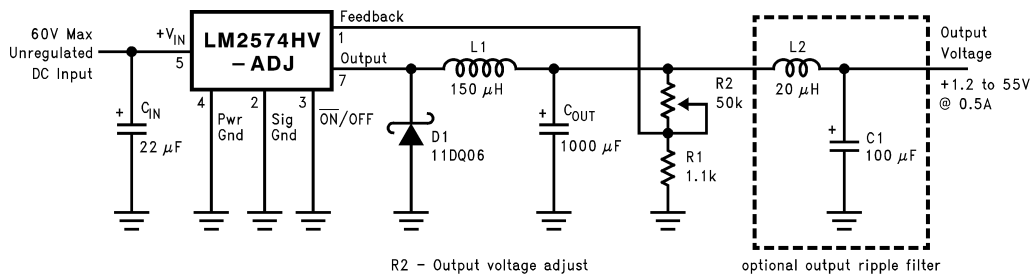 60V Max
Unregulated
DC Input
+VIN
5
LM2574HV
-ADJ
Feedback
1
Output
7
4
Pwr
Gnd
2
Sig
Gnd
3
ON/OFF
+
CIN
22 μF
L1
150 μH
D1
11DQ06
+
COUT
1000 μF
R2
50k
R1
1.1k
L2
20 μH
+
C1
100 μF
Output
Voltage
+1.2 to 55V
@ 0.5A
R2 - Output voltage adjust
optional output ripple filter